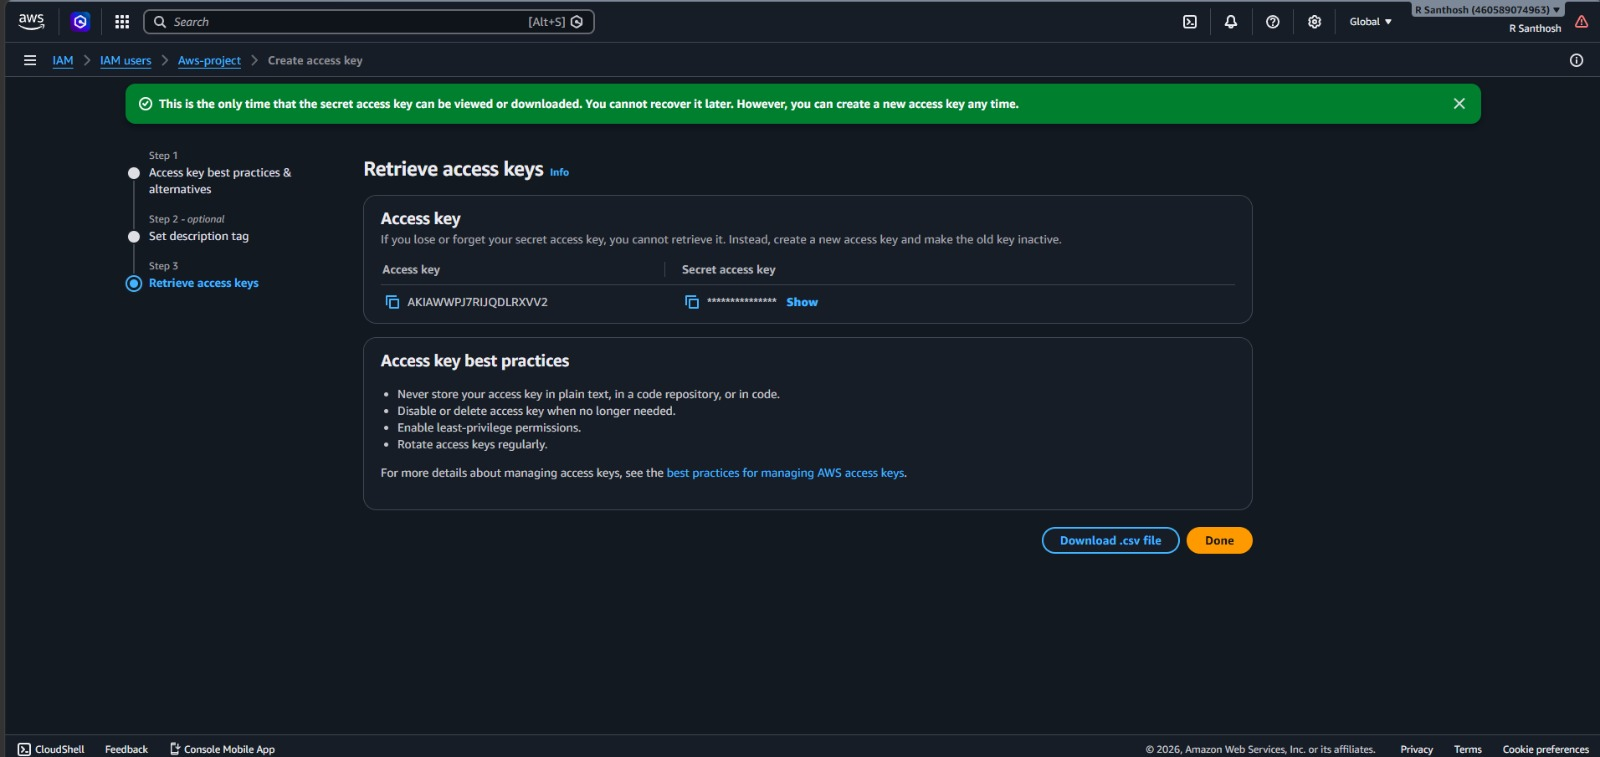 aws
Search [Alt+S]
Global
R Santhosh (460589074963)
R Santhosh
IAM
IAM users
Aws-project
Create access key
This is the only time that the secret access key can be viewed or downloaded. You cannot recover it later. However, you can create a new access key any time.
Step 1
Access key best practices &
alternatives
Step 2 - optional
Set description tag
Step 3
Retrieve access keys
Retrieve access keys Info
Access key
If you lose or forget your secret access key, you cannot retrieve it. Instead, create a new access key and make the old key inactive.
Access key Secret access key
AKIAWWPJ7RIJQDLRXVV2 *************** Show
Access key best practices
• Never store your access key in plain text, in a code repository, or in code.
• Disable or delete access key when no longer needed.
• Enable least-privilege permissions.
• Rotate access keys regularly.
For more details about managing access keys, see the best practices for managing AWS access keys.
Download .csv file
Done
CloudShell Feedback Console Mobile App
© 2026, Amazon Web Services, Inc. or its affiliates. Privacy Terms Cookie preferences